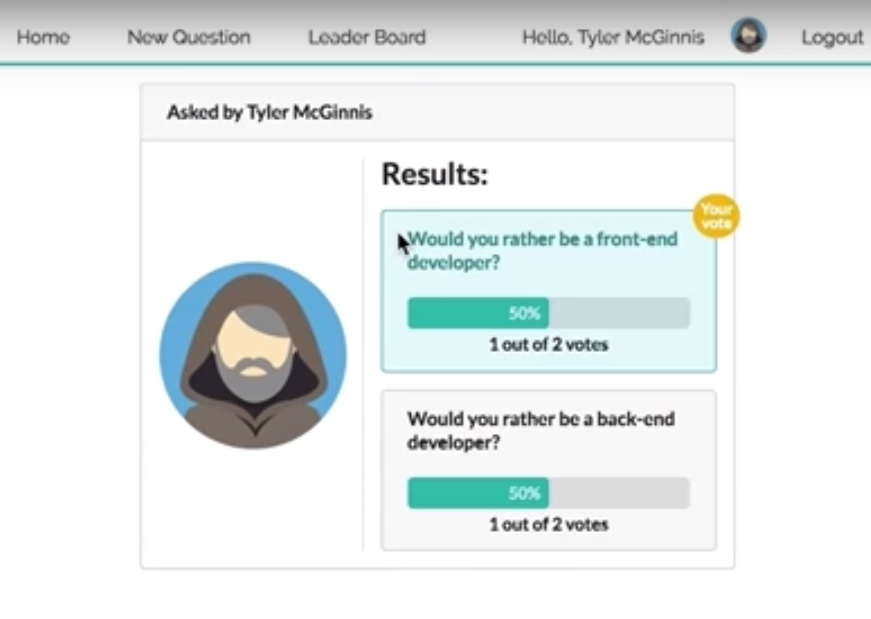 Home New Question Leader Board Hello, Tyler McGinnis Logout
Asked by Tyler McGinnis
Results:
Your
vote
Would you rather be a front-end
developer?
50%
1 out of 2 votes
Would you rather be a back-end
developer?
50%
1 out of 2 votes